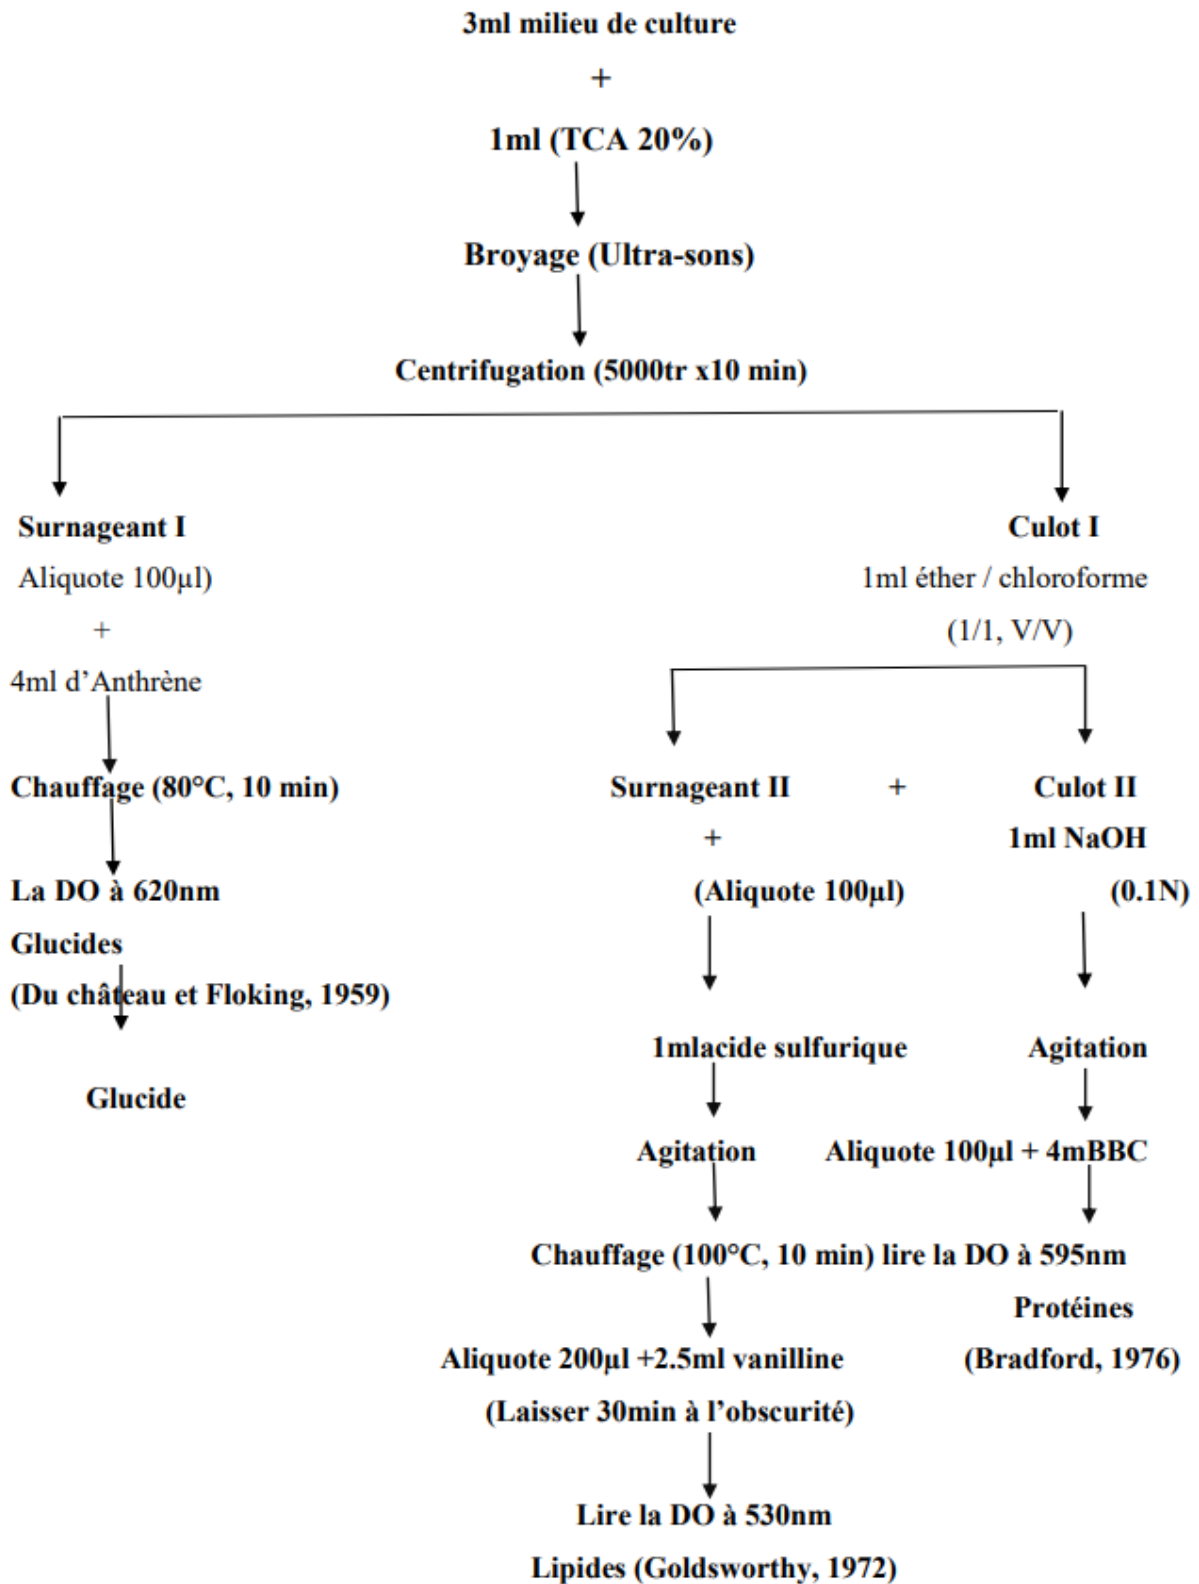 3ml milieu de culture
+
1ml (TCA 20%)
Broyage (Ultra-sons)
Centrifugation (5000tr x10 min)
Surnageant I
Culot I
Aliquote 100µl)
1ml éther / chloroforme
+
(1/1, V/V)
4ml d’Anthrène
Chauffage (80°C, 10 min)
Surnageant II + Culot II
+
1ml NaOH
La DO à 620nm
(Aliquote 100µl)
(0.1N)
Glucides
(Du château et Floking, 1959)
1mlacide sulfurique
Agitation
Glucide
Agitation
Aliquote 100µl + 4mBBC
Chauffage (100°C, 10 min) lire la DO à 595nm
Protéines
Aliquote 200µl +2.5ml vanilline
(Bradford, 1976)
(Laisser 30min à l’obscurité)
Lire la DO à 530nm
Lipides (Goldsworthy, 1972)